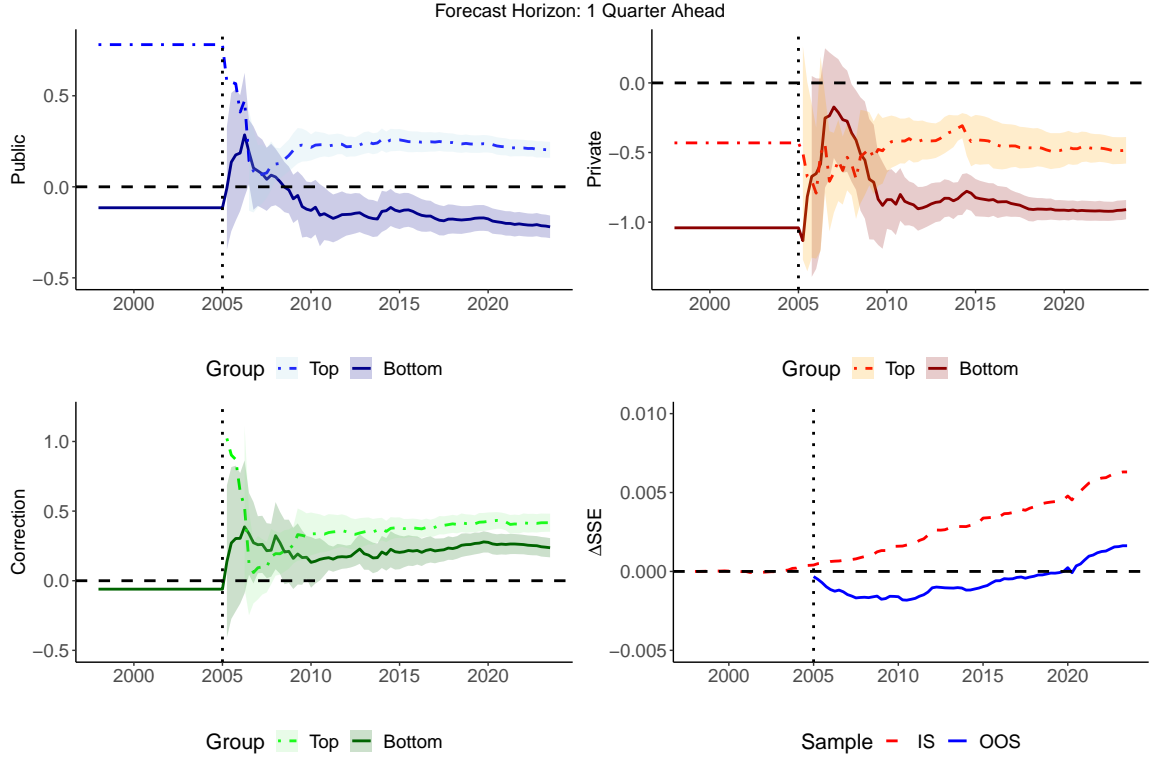 Forecast Horizon: 1 Quarter Ahead
Public
0.5
0.0
−0.5
2000 2005 2010 2015 2020
Group Top Bottom
Private
0.0
−0.5
−1.0
2000 2005 2010 2015 2020
Group Top Bottom
Correction
1.0
0.5
0.0
−0.5
2000 2005 2010 2015 2020
Group Top Bottom
ΔSSE
0.010
0.005
0.000
−0.005
2000 2005 2010 2015 2020
Sample IS OOS